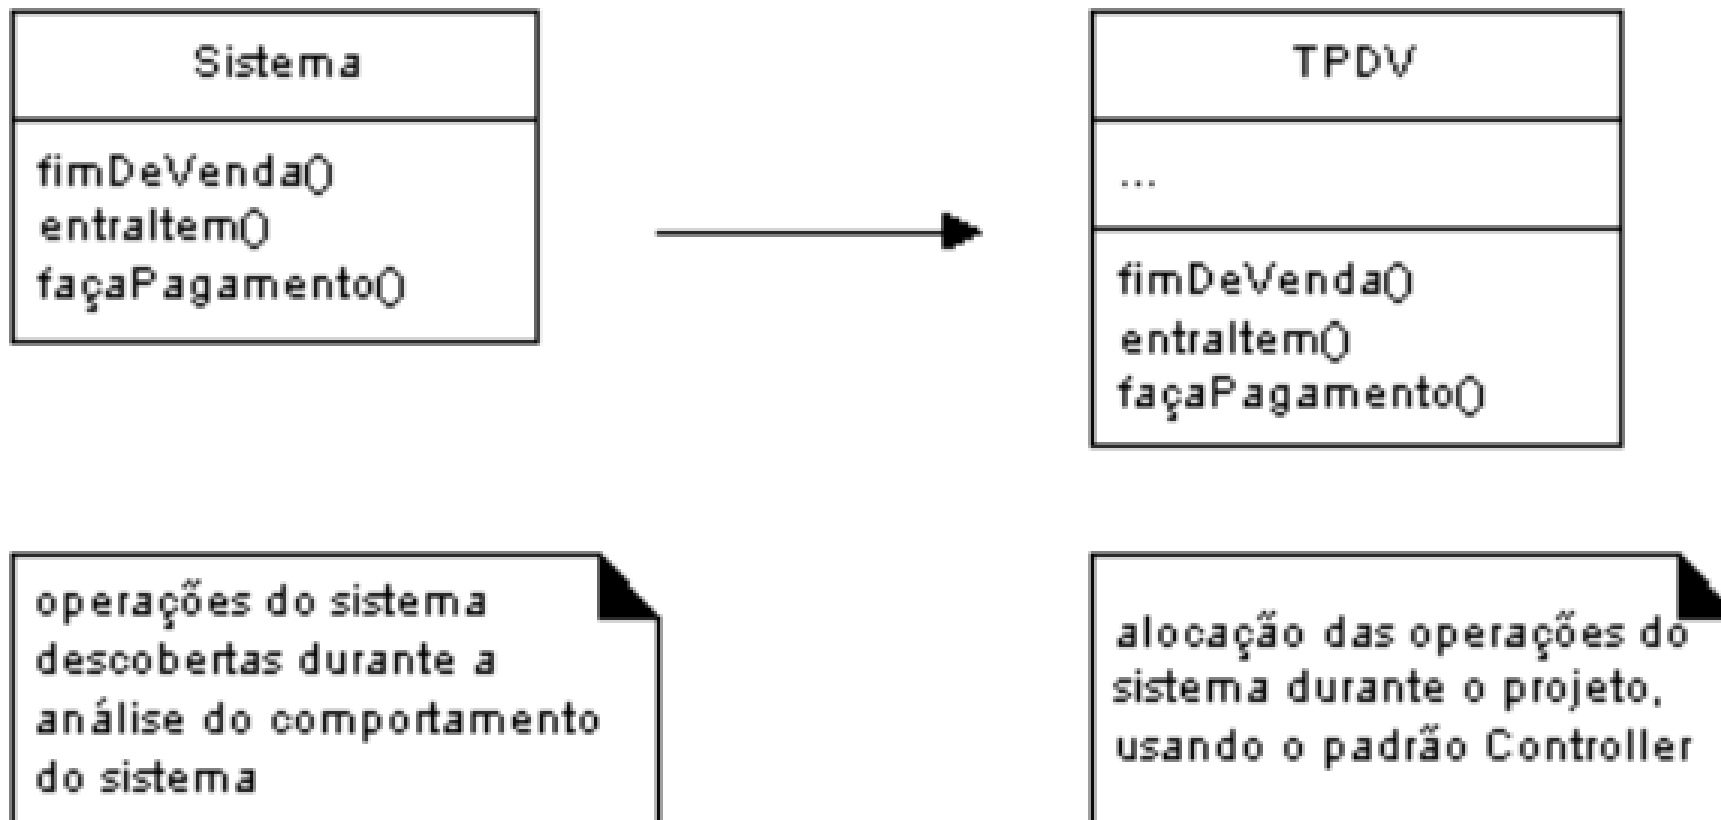 Sistema
fimDeVenda()
entraItem()
façaPagamento()
TPDV
...
fimDeVenda()
entraItem()
façaPagamento()
operações do sistema
descobertas durante a
análise do comportamento
do sistema
alocação das operações do
sistema durante o projeto,
usando o padrão Controller